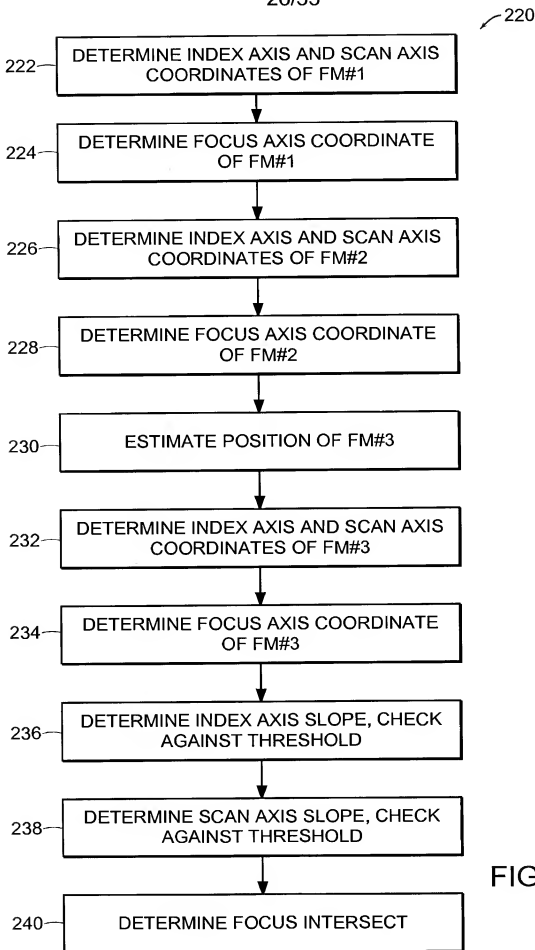 26/33
220
222
DETERMINE INDEX AXIS AND SCAN AXIS
COORDINATES OF FM#1
224
DETERMINE FOCUS AXIS COORDINATE
OF FM#1
226
DETERMINE INDEX AXIS AND SCAN AXIS
COORDINATES OF FM#2
228
DETERMINE FOCUS AXIS COORDINATE
OF FM#2
230
ESTIMATE POSITION OF FM#3
232
DETERMINE INDEX AXIS AND SCAN AXIS
COORDINATES OF FM#3
234
DETERMINE FOCUS AXIS COORDINATE
OF FM#3
236
DETERMINE INDEX AXIS SLOPE, CHECK
AGAINST THRESHOLD
238
DETERMINE SCAN AXIS SLOPE, CHECK
AGAINST THRESHOLD
FIG
240
DETERMINE FOCUS INTERSECT